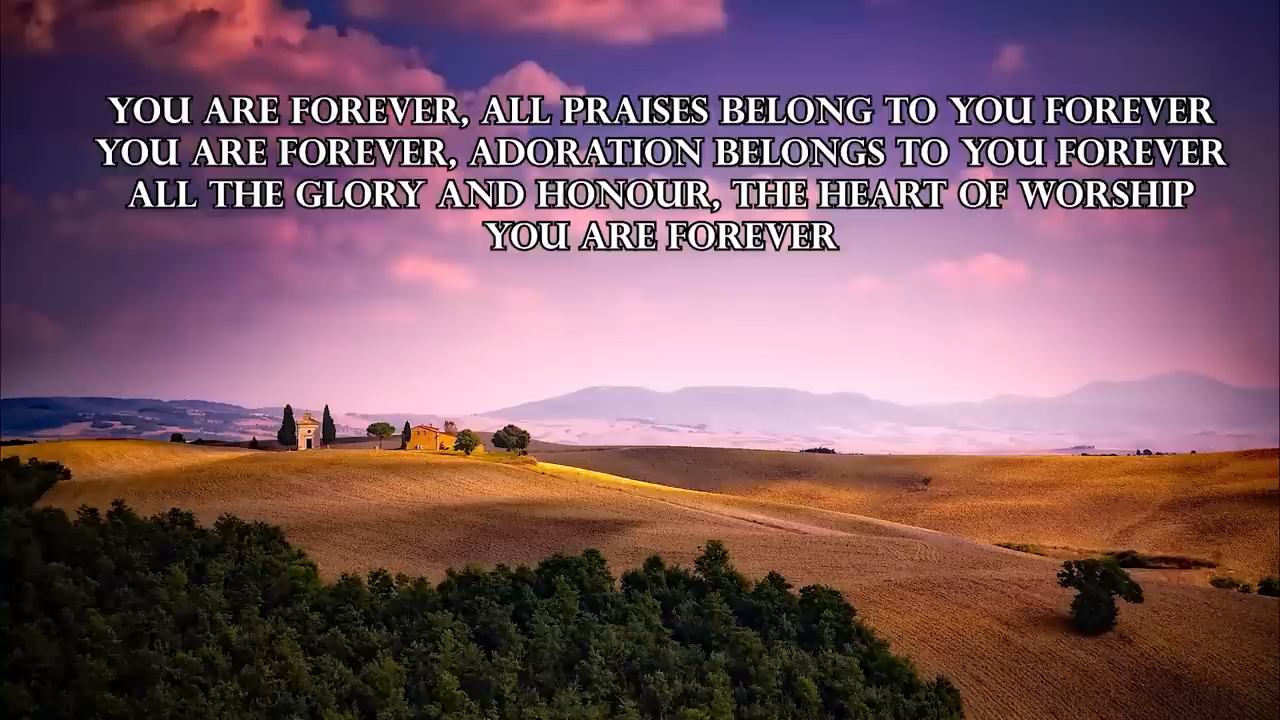 YOU ARE FOREVER, ALL PRAISES BELONG TO YOU FOREVER
YOU ARE FOREVER, ADORATION BELONGS TO YOU FOREVER
ALL THE GLORY AND HONOUR, THE HEART OF WORSHIP
YOU ARE FOREVER